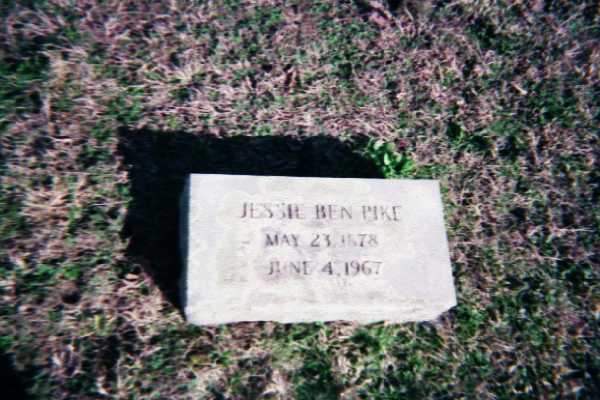 JESSIE BEN PIKE
MAY 23, 1878
JUNE 4, 1967